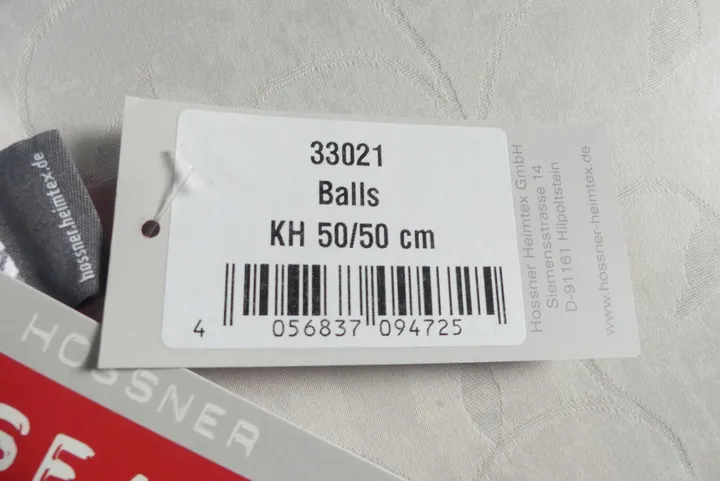 33021
Balls
KH 50/50 cm
4 056837 094725
Hossner Heimtex GmbH
Siemensstrasse 14
D-91161 Hilpoltstein
www.hossner-heimtex.de
hossner-heimtex.de
HOSSNER